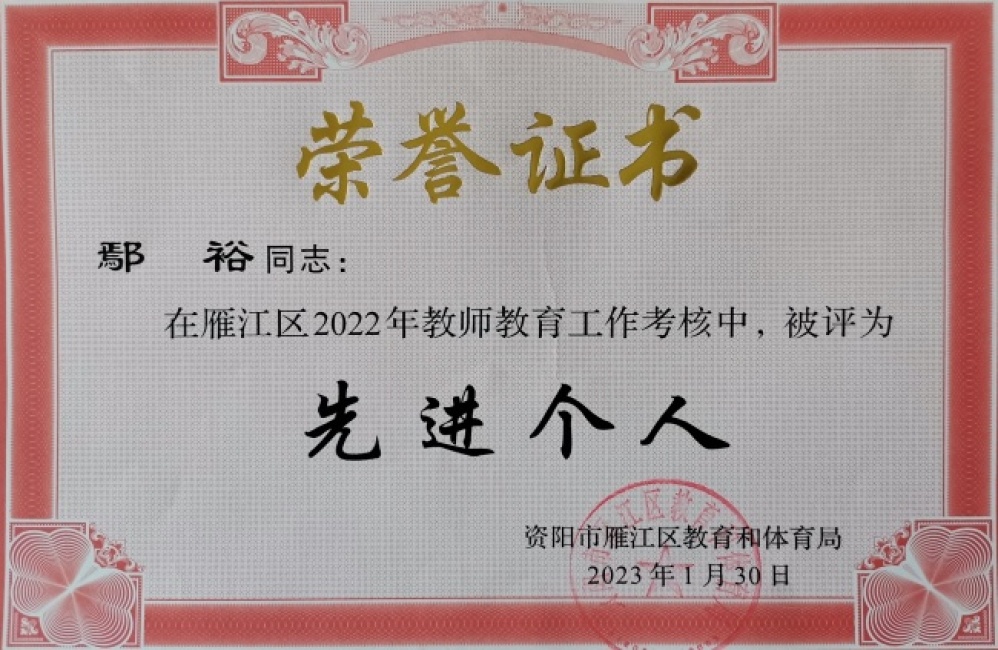 荣誉证书
鄢 裕同志：
在雁江区2022年教师教育工作考核中，被评为
先进个人
资阳市雁江区教育和体育局
2023年1月30日